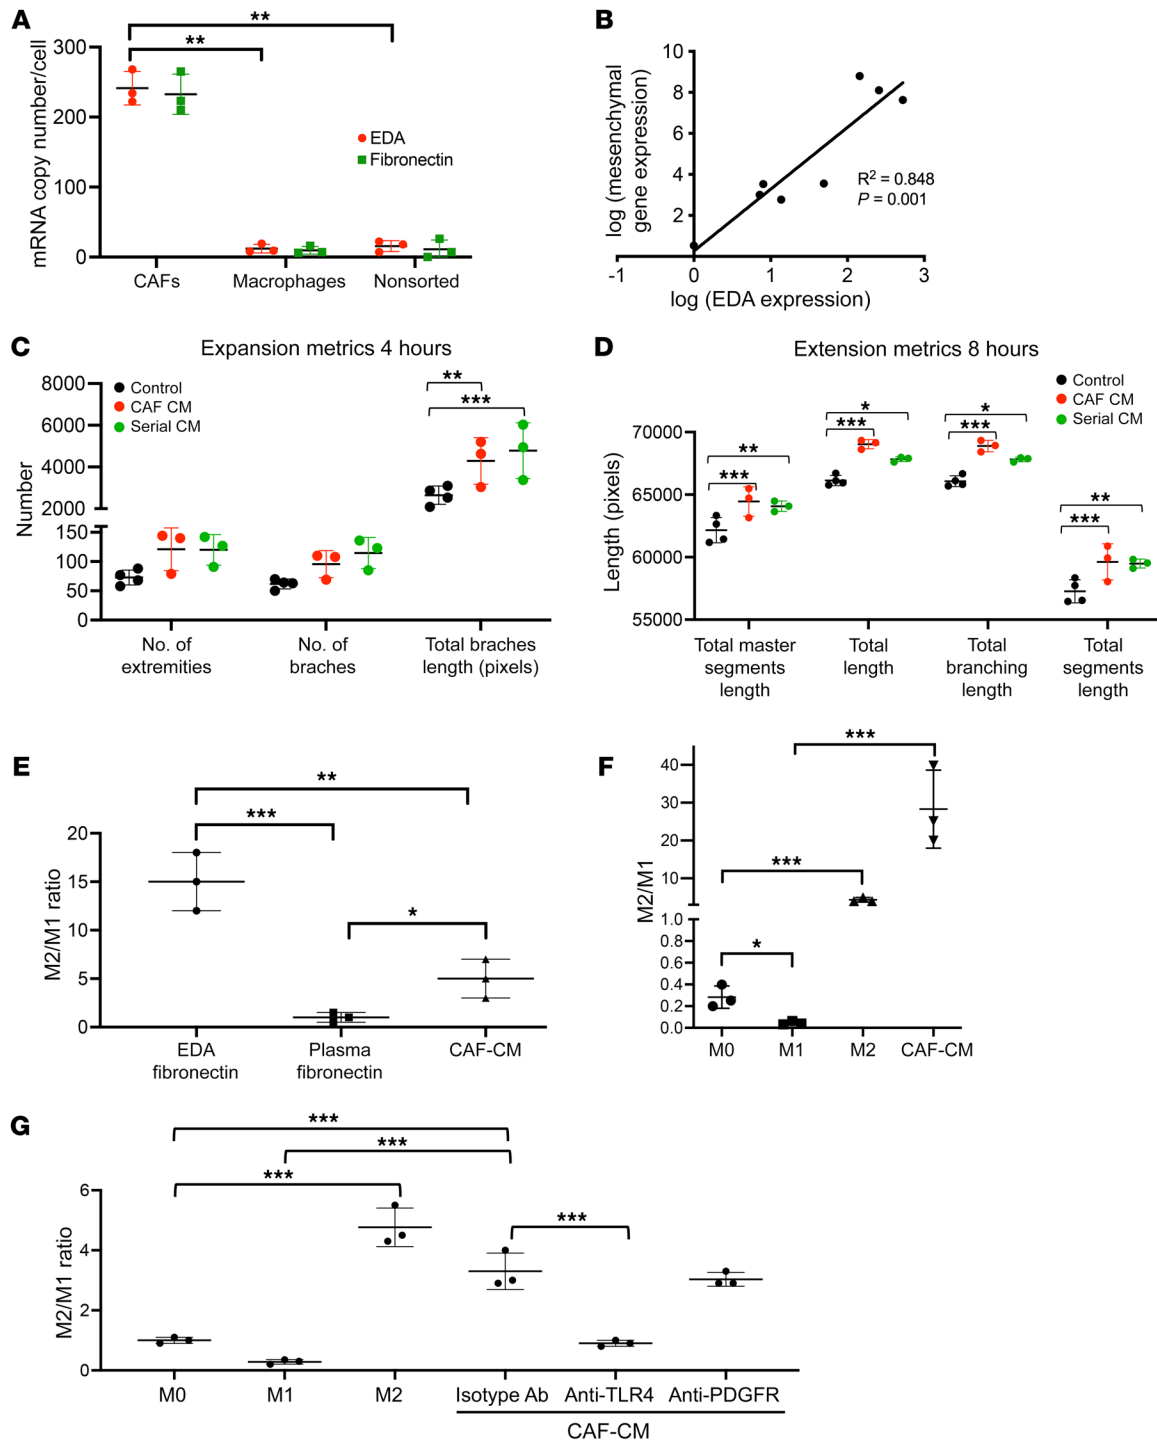 A
**
**
300
200
100
0
mRNA copy number/cell
EDA
Fibronectin
CAFs
Macrophages
Nonsorted
B
10
8
6
4
2
log (mesenchymal
gene expression)
R2 = 0.848
P = 0.001
-1
0
1
2
3
log (EDA expression)
C
Expansion metrics 4 hours
8000
6000
4000
2000
150
100
50
0
Number
Control
CAF CM
Serial CM
**
***
No. of
extremities
No. of
braches
Total braches
length (pixels)
D
Extension metrics 8 hours
Control
CAF CM
Serial CM
70000
65000
60000
55000
Length (pixels)
**
***
*
***
*
***
**
***
Total master
segments
length
Total
length
Total
branching
length
Total
segments
length
E
**
***
*
20
15
10
5
0
M2/M1 ratio
EDA
fibronectin
Plasma
fibronectin
CAF-CM
F
***
***
*
40
30
20
10
1.0
0.8
0.6
0.4
0.2
0.0
M2/M1
M0
M1
M2
CAF-CM
G
***
***
***
***
6
4
2
0
M2/M1 ratio
M0
M1
M2
Isotype Ab
Anti-TLR4
Anti-PDGFR
CAF-CM